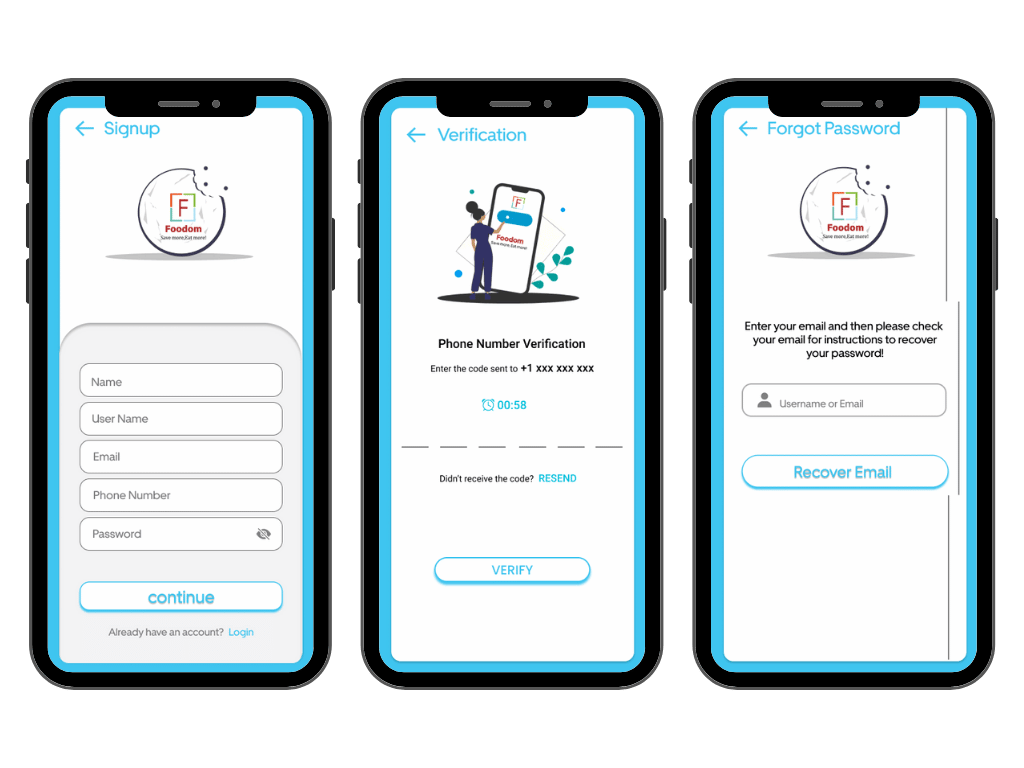 Signup
F
Foodom
Save more,Eat more!
Name
User Name
Email
Phone Number
Password
continue
Already have an account? Login
Verification
F
Foodom
Save more,Eat more!
Phone Number Verification
Enter the code sent to +1 xxx xxx xxx
00:58
Didn't receive the code? RESEND
VERIFY
Forgot Password
F
Foodom
Save more,Eat more!
Enter your email and then please check
your email for instructions to recover
your password!
Username or Email
Recover Email